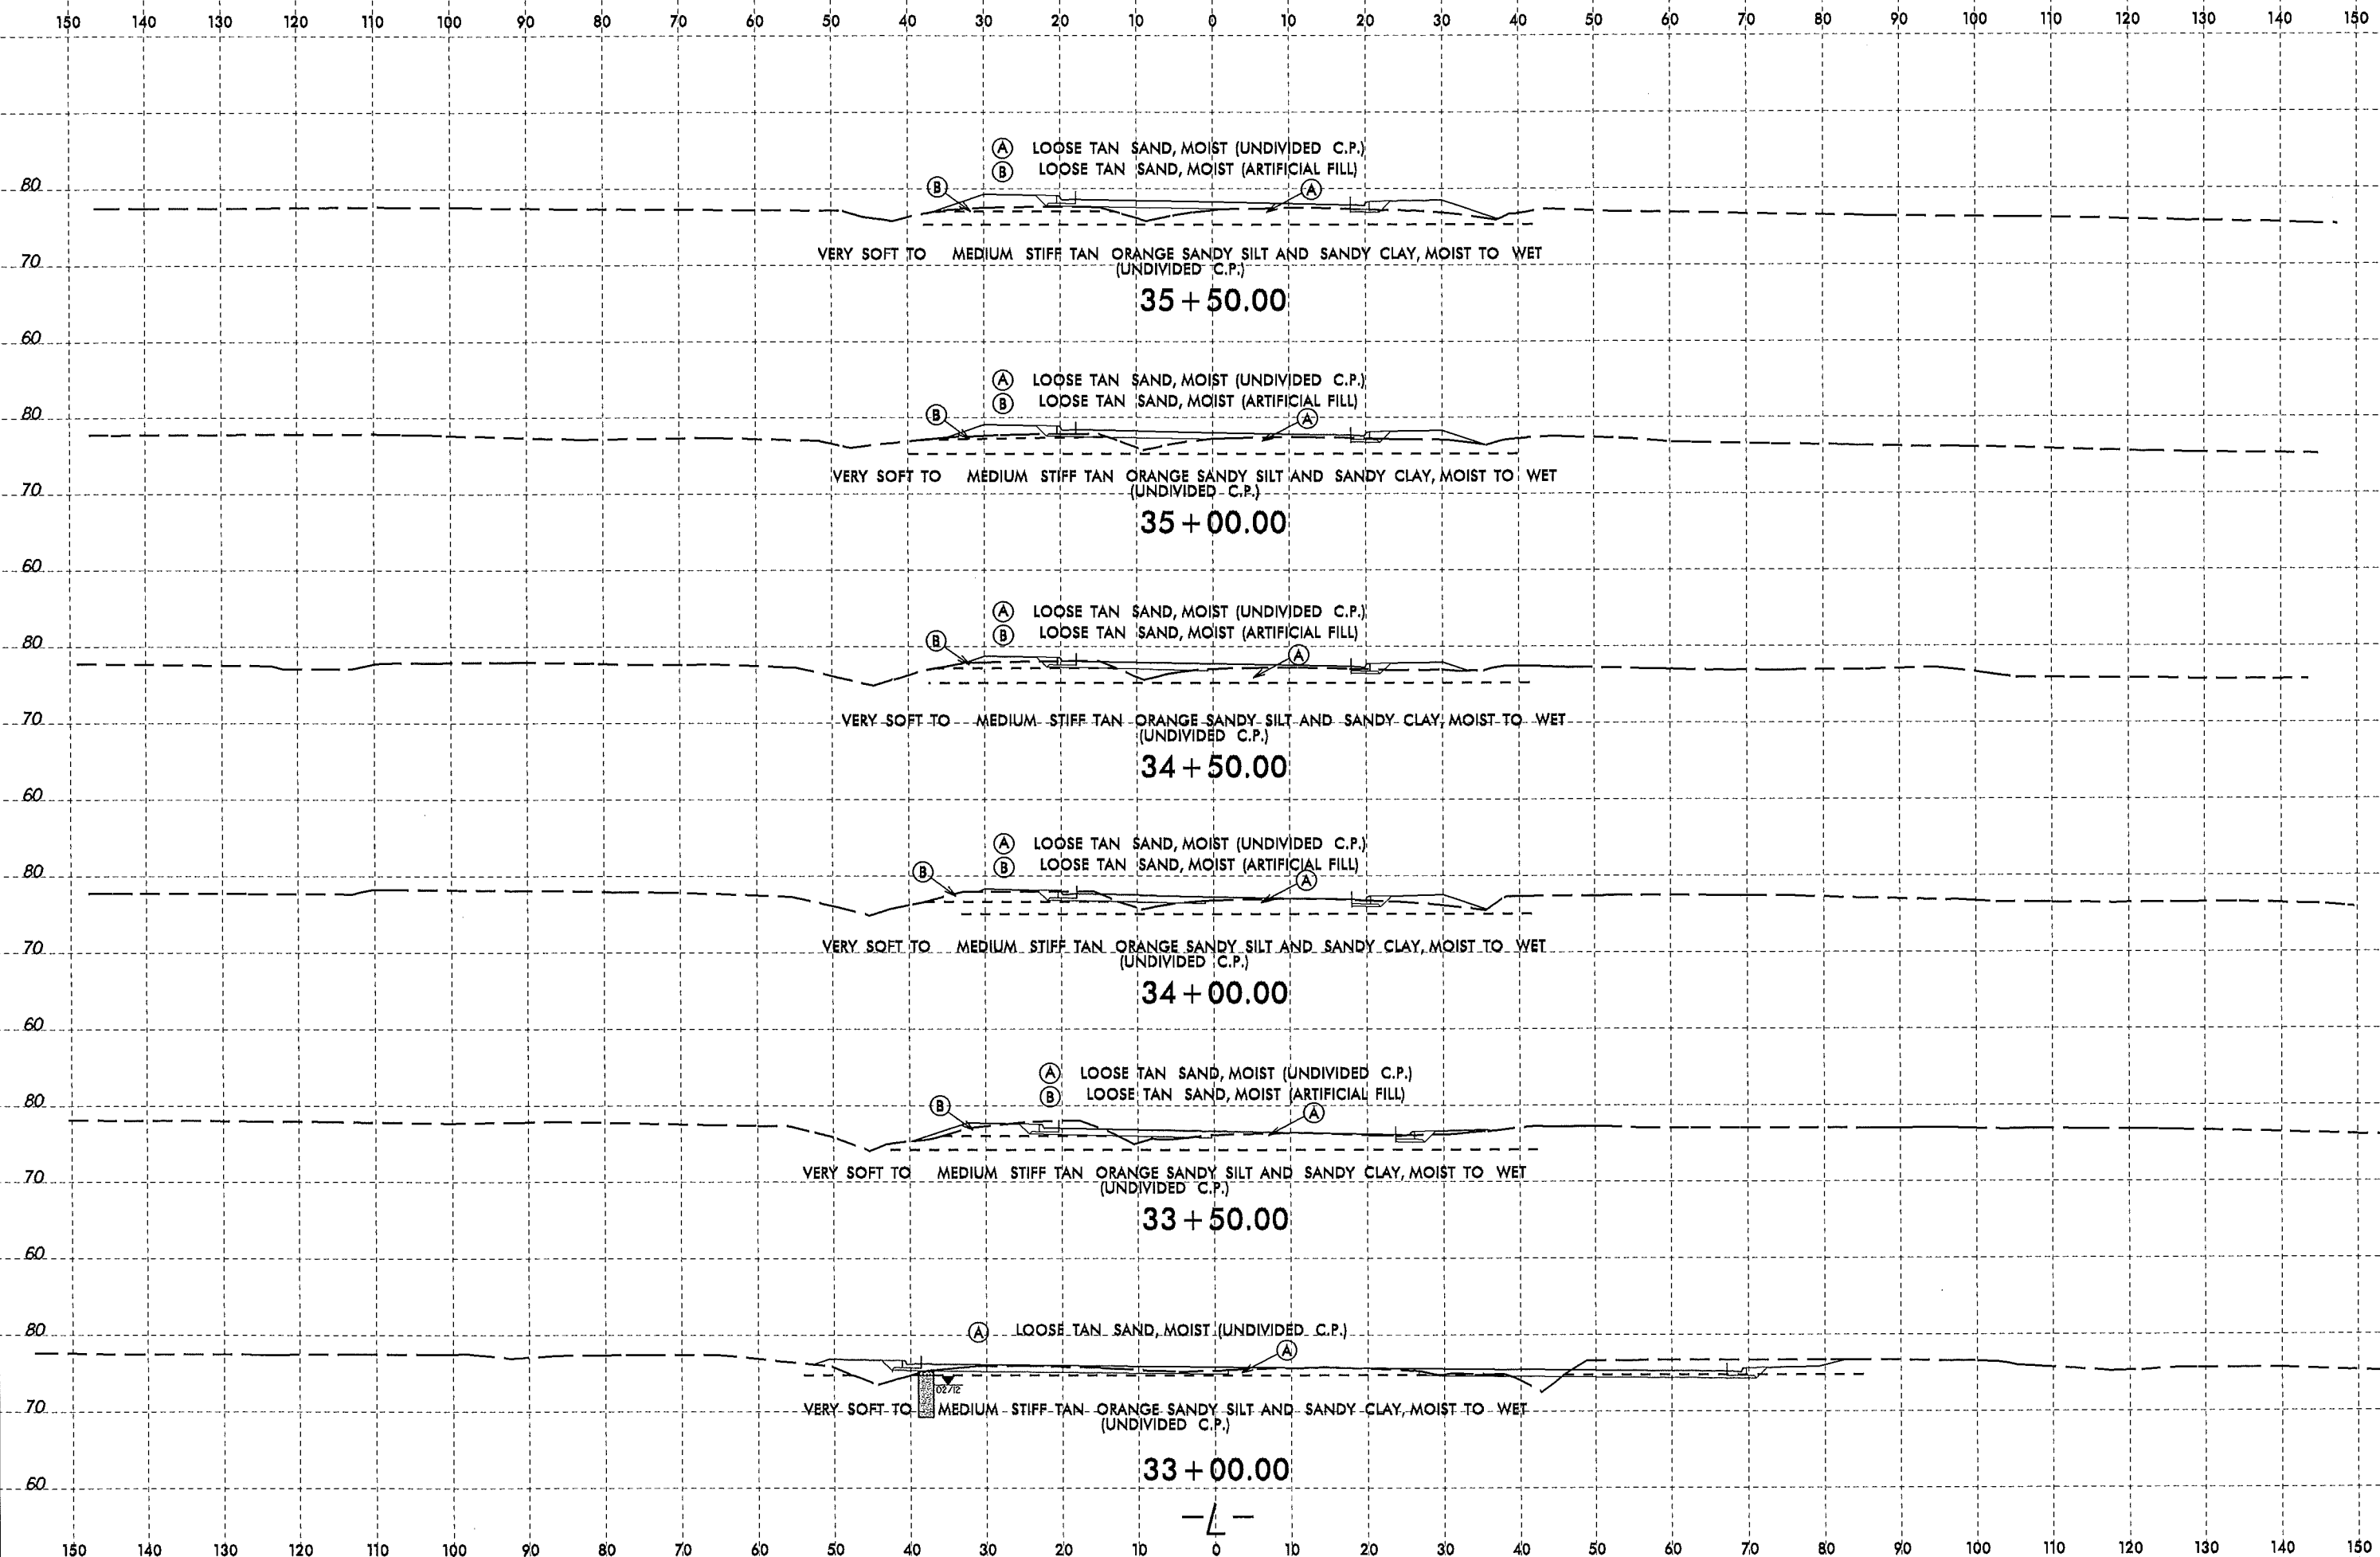 150 140 130 120 110 100 90 80 70 60 50 40 30 20 10 0 10 20 30 40 50 60 70 80 90 100 110 120 130 140 150
A LOOSE TAN SAND, MOIST (UNDIVIDED C.P.)
B LOOSE TAN SAND, MOIST (ARTIFICIAL FILL)
80
B A
VERY SOFT TO MEDIUM STIFF TAN ORANGE SANDY SILT AND SANDY CLAY, MOIST TO WET
(UNDIVIDED C.P.)
70
35+50.00
60
A LOOSE TAN SAND, MOIST (UNDIVIDED C.P.)
B LOOSE TAN SAND, MOIST (ARTIFICIAL FILL)
80
B A
VERY SOFT TO MEDIUM STIFF TAN ORANGE SANDY SILT AND SANDY CLAY, MOIST TO WET
(UNDIVIDED C.P.)
70
35+00.00
60
A LOOSE TAN SAND, MOIST (UNDIVIDED C.P.)
B LOOSE TAN SAND, MOIST (ARTIFICIAL FILL)
80
B A
VERY SOFT TO MEDIUM STIFF TAN ORANGE SANDY SILT AND SANDY CLAY, MOIST TO WET
70
(UNDIVIDED C.P.)
34+50.00
60
A LOOSE TAN SAND, MOIST (UNDIVIDED C.P.)
B LOOSE TAN SAND, MOIST (ARTIFICIAL FILL)
80
B A
VERY SOFT TO MEDIUM STIFF TAN ORANGE SANDY SILT AND SANDY CLAY, MOIST TO WET
70
(UNDIVIDED C.P.)
34+00.00
60
A LOOSE TAN SAND, MOIST (UNDIVIDED C.P.)
B LOOSE TAN SAND, MOIST (ARTIFICIAL FILL)
80
B A
VERY SOFT TO MEDIUM STIFF TAN ORANGE SANDY SILT AND SANDY CLAY, MOIST TO WET
70
(UNDIVIDED C.P.)
33+50.00
60
80
A LOOSE TAN SAND, MOIST (UNDIVIDED C.P.)
A
02/12
70
VERY SOFT TO MEDIUM STIFF TAN ORANGE SANDY SILT AND SANDY CLAY, MOIST TO WET
(UNDIVIDED C.P.)
33+00.00
60
-L-
150 140 130 120 110 100 90 80 70 60 50 40 30 20 10 0 10 20 30 40 50 60 70 80 90 100 110 120 130 140 150